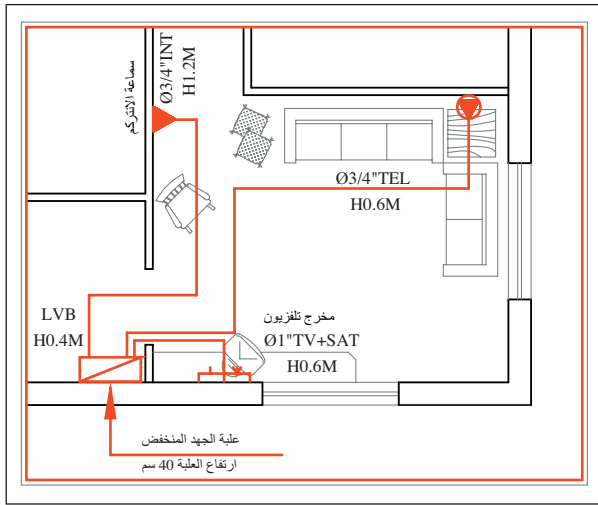 سماعة الانتركم
Ø3/4"INT
H1.2M
Ø3/4"TEL
H0.6M
LVB
H0.4M
مخرج تلفزيون
Ø1"TV+SAT
H0.6M
علبة الجهد المنخفض
ارتفاع العلبة 40 سم